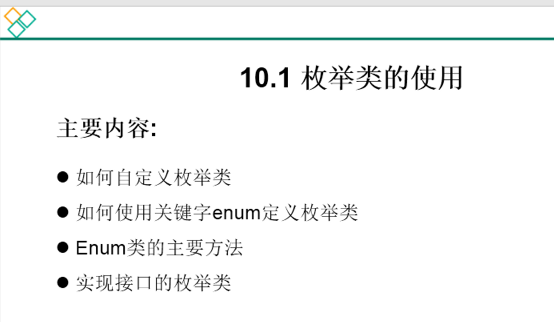 10.1 枚举类的使用
主要内容:
● 如何自定义枚举类
● 如何使用关键字enum定义枚举类
● Enum类的主要方法
● 实现接口的枚举类